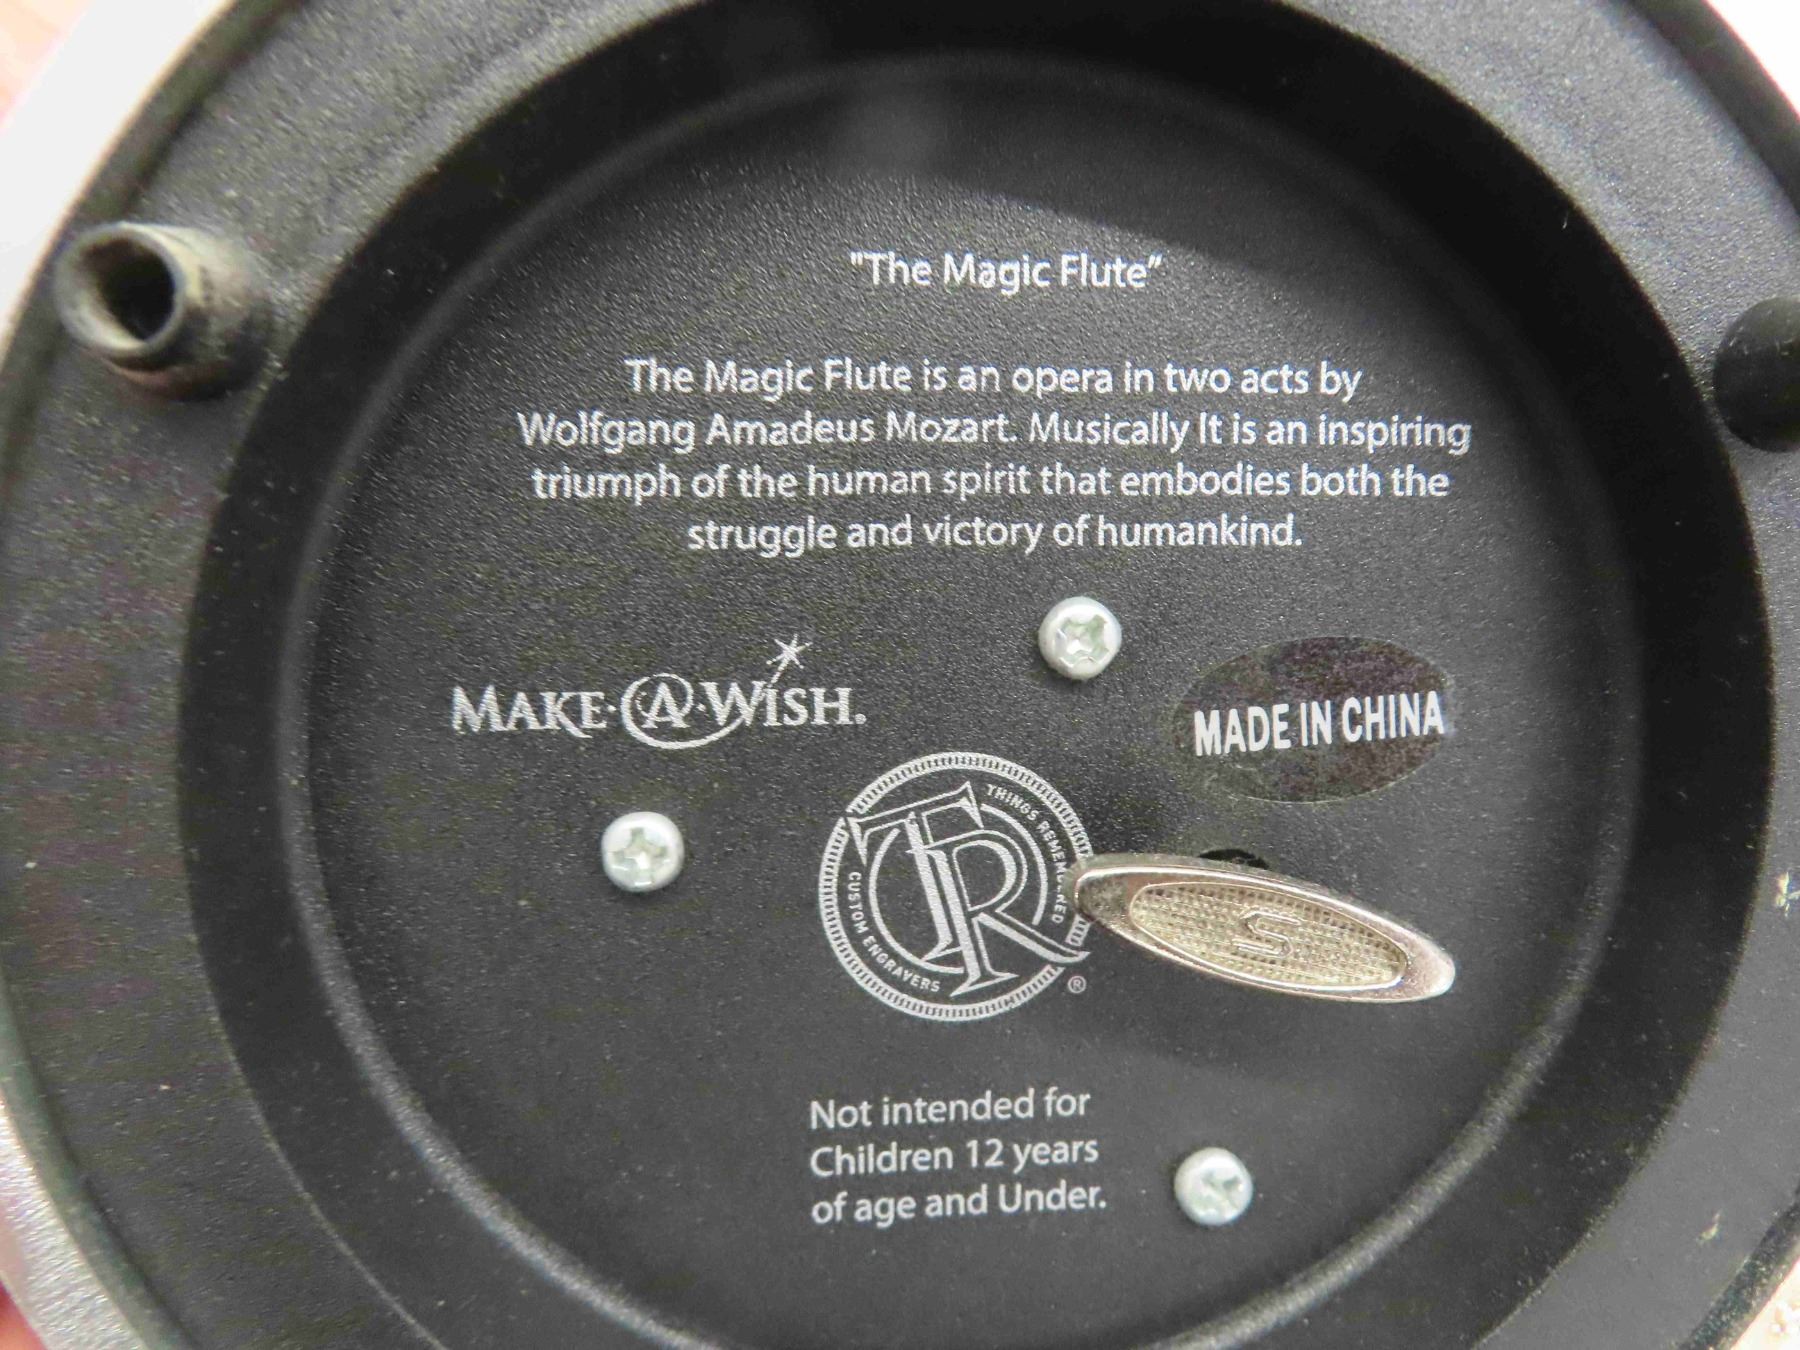 "The Magic Flute"
The Magic Flute is an opera in two acts by
Wolfgang Amadeus Mozart. Musically It is an inspiring
triumph of the human spirit that embodies both the
struggle and victory of humankind.
MAKE·A·WISH.
MADE IN CHINA
TR
THINGS REMEMBERED
CUSTOM ENGRAVERS
®
S
Not intended for
Children 12 years
of age and Under.